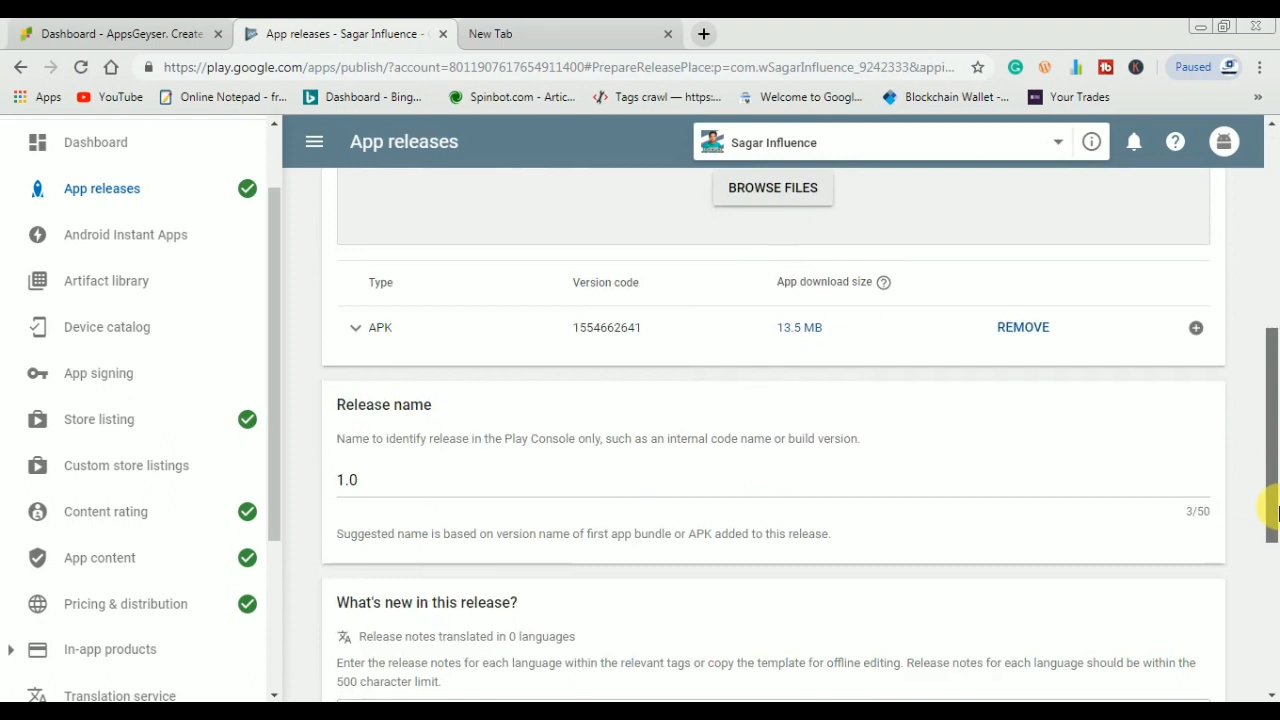 Dashboard - AppsGeyser. Create
App releases - Sagar Influence -
New Tab
https://play.google.com/apps/publish/?account=8011907617654911400#PrepareReleasePlace:p=com.wSagarInfluence_9242333&appi...
Paused
Apps
YouTube
Online Notepad - fr...
Dashboard - Bing...
Spinbot.com - Artic...
Tags crawl — https:...
Welcome to Googl...
Blockchain Wallet -...
Your Trades
»
Dashboard
App releases
Android Instant Apps
Artifact library
Device catalog
App signing
Store listing
Custom store listings
Content rating
App content
Pricing & distribution
In-app products
Translation service
App releases
Sagar Influence
BROWSE FILES
Type Version code App download size
APK 1554662641 13.5 MB REMOVE
Release name
Name to identify release in the Play Console only, such as an internal code name or build version.
1.0
3/50
Suggested name is based on version name of first app bundle or APK added to this release.
What's new in this release?
Release notes translated in 0 languages
Enter the release notes for each language within the relevant tags or copy the template for offline editing. Release notes for each language should be within the
500 character limit.